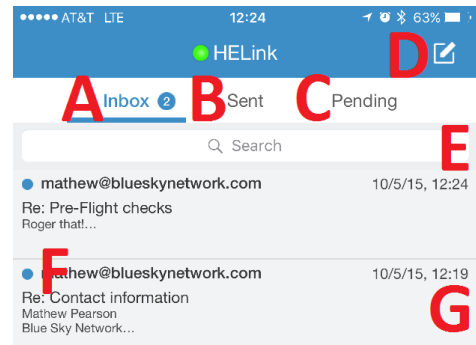 AT&T LTE 12:24 63%
HELink D
A Inbox 2 B Sent C Pending
Search E
mathew@blueskynetwork.com 10/5/15, 12:24
Re: Pre-Flight checks
Roger that!...
F mathew@blueskynetwork.com 10/5/15, 12:19
Re: Contact information
Mathew Pearson G
Blue Sky Network...